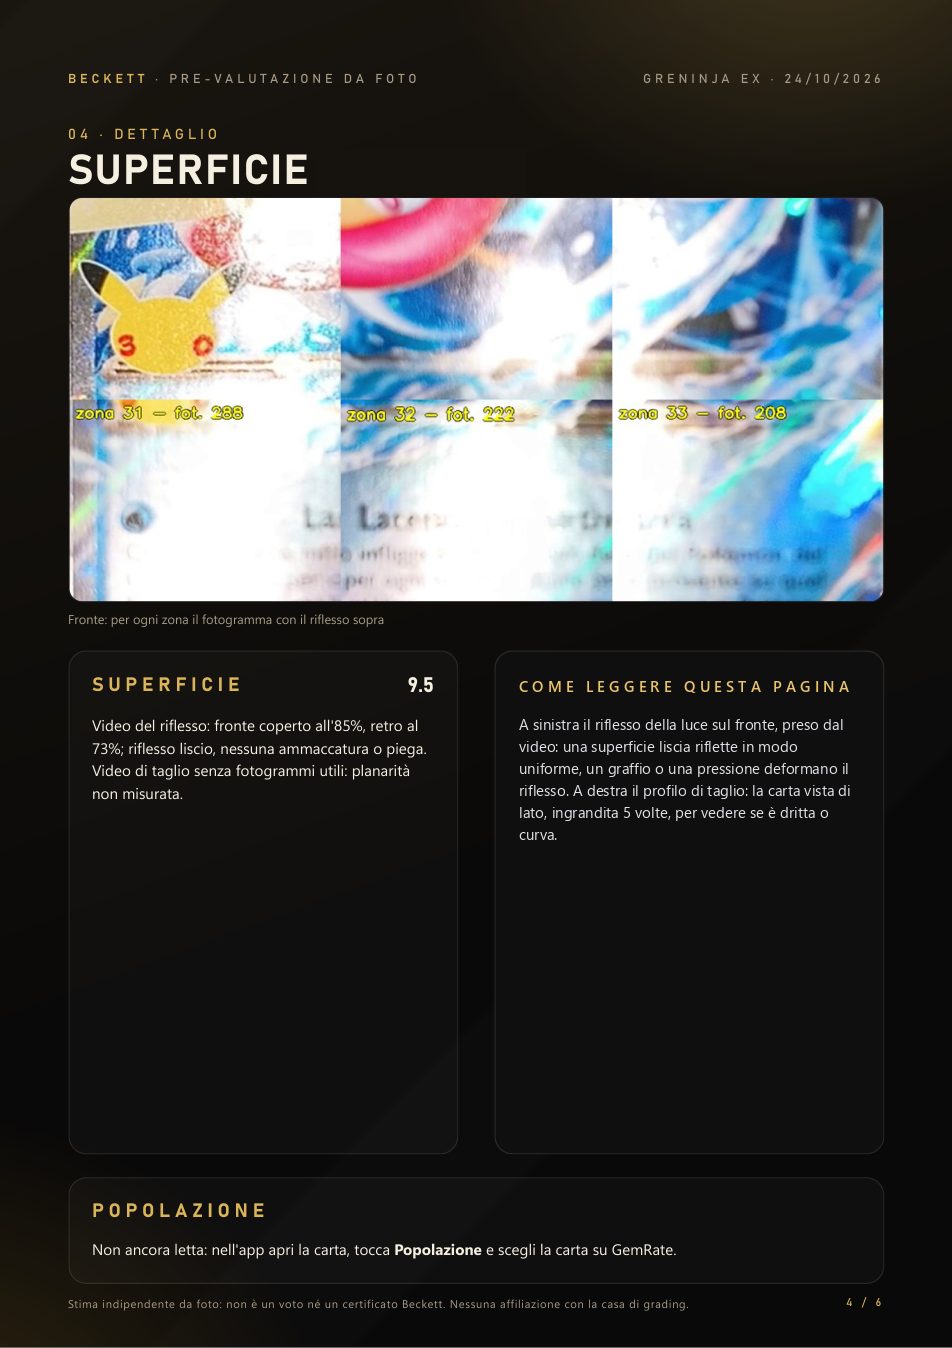 BECKETT · PRE-VALUTAZIONE DA FOTO
GRENINJA EX · 24/10/2026
04 · DETTAGLIO
SUPERFICIE
3 0
zona 31 - fot. 288
zona 32 - fot. 222
zona 33 - fot. 208
La
Fronte: per ogni zona il fotogramma con il riflesso sopra
SUPERFICIE 9.5
Video del riflesso: fronte coperto all'85%, retro al
73%; riflesso liscio, nessuna ammaccatura o piega.
Video di taglio senza fotogrammi utili: planarità
non misurata.
COME LEGGERE QUESTA PAGINA
A sinistra il riflesso della luce sul fronte, preso dal
video: una superficie liscia riflette in modo
uniforme, un graffio o una pressione deformano il
riflesso. A destra il profilo di taglio: la carta vista di
lato, ingrandita 5 volte, per vedere se è dritta o
curva.
POPOLAZIONE
Non ancora letta: nell'app apri la carta, tocca Popolazione e scegli la carta su GemRate.
Stima indipendente da foto: non è un voto né un certificato Beckett. Nessuna affiliazione con la casa di grading.
4 / 6